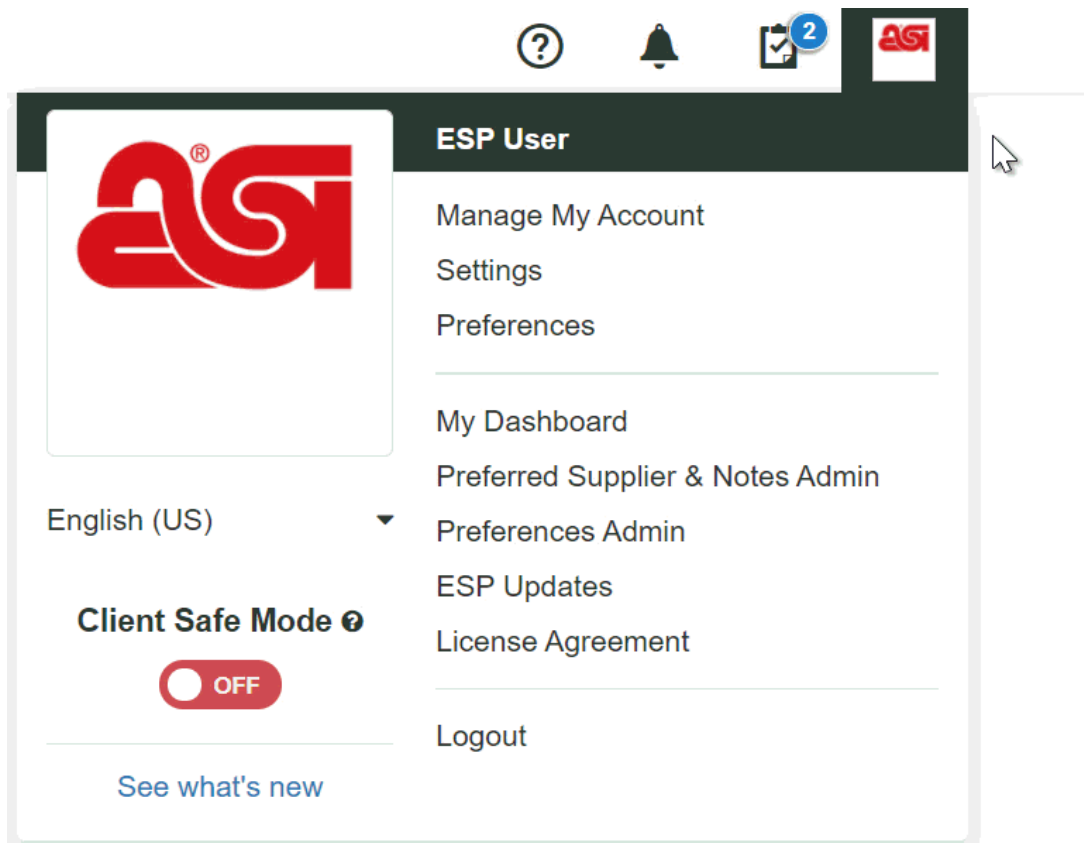 2
asi
ESP User
asi®
Manage My Account
Settings
Preferences
My Dashboard
Preferred Supplier & Notes Admin
Preferences Admin
ESP Updates
License Agreement
Logout
English (US)
Client Safe Mode ?
OFF
See what's new